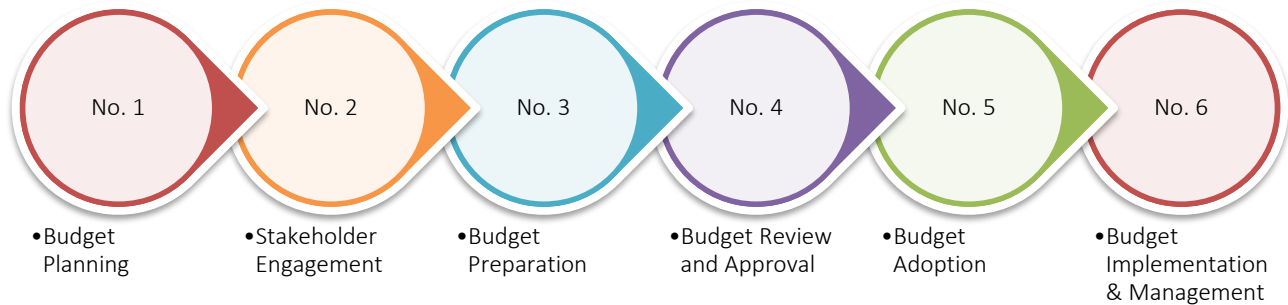 No. 1
No. 2
No. 3
No. 4
No. 5
No. 6
•Budget
Planning
•Stakeholder
Engagement
•Budget
Preparation
•Budget Review
and Approval
•Budget
Adoption
•Budget
Implementation
& Management